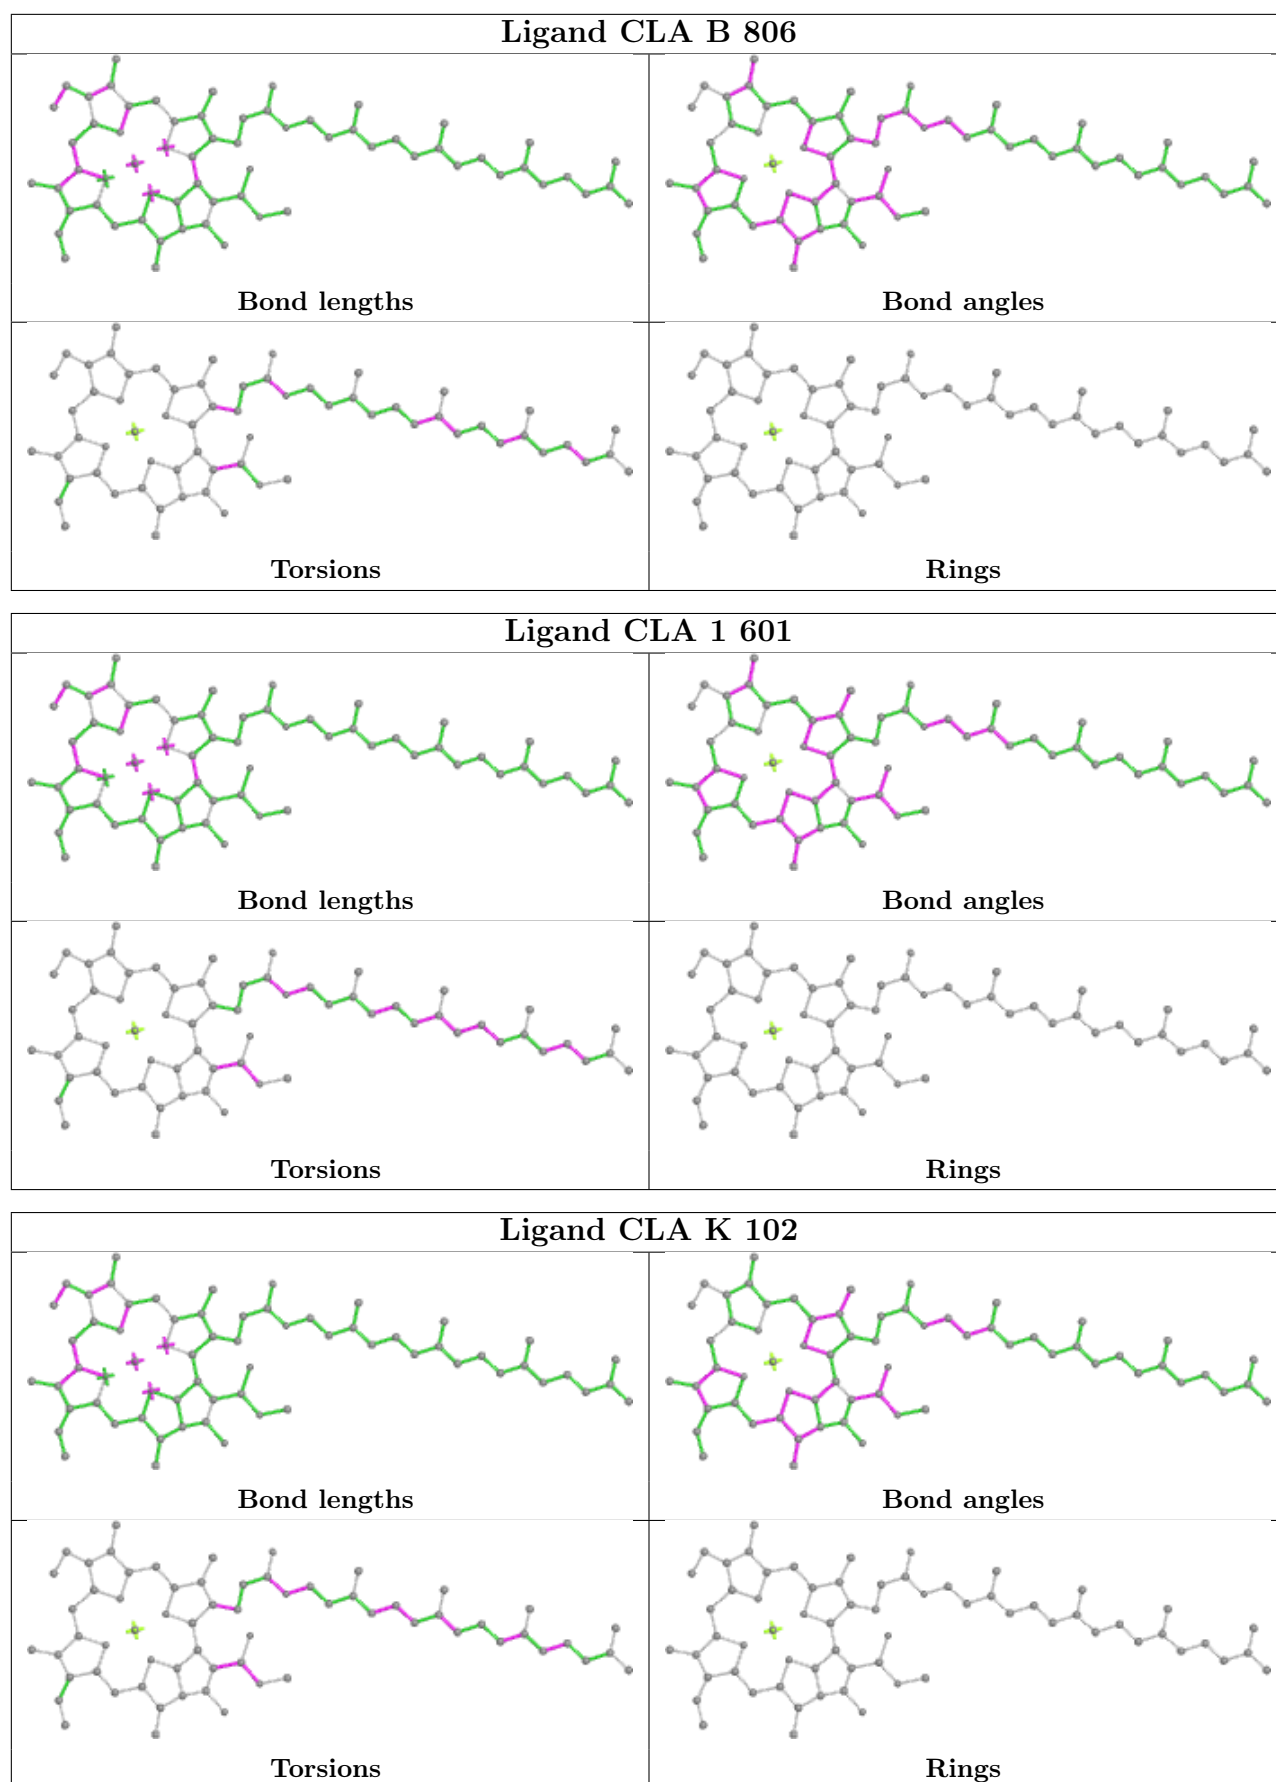 Ligand CLA B 806
Bond lengths
Bond angles
Torsions
Rings
Ligand CLA 1 601
Bond lengths
Bond angles
Torsions
Rings
Ligand CLA K 102
Bond lengths
Bond angles
Torsions
Rings